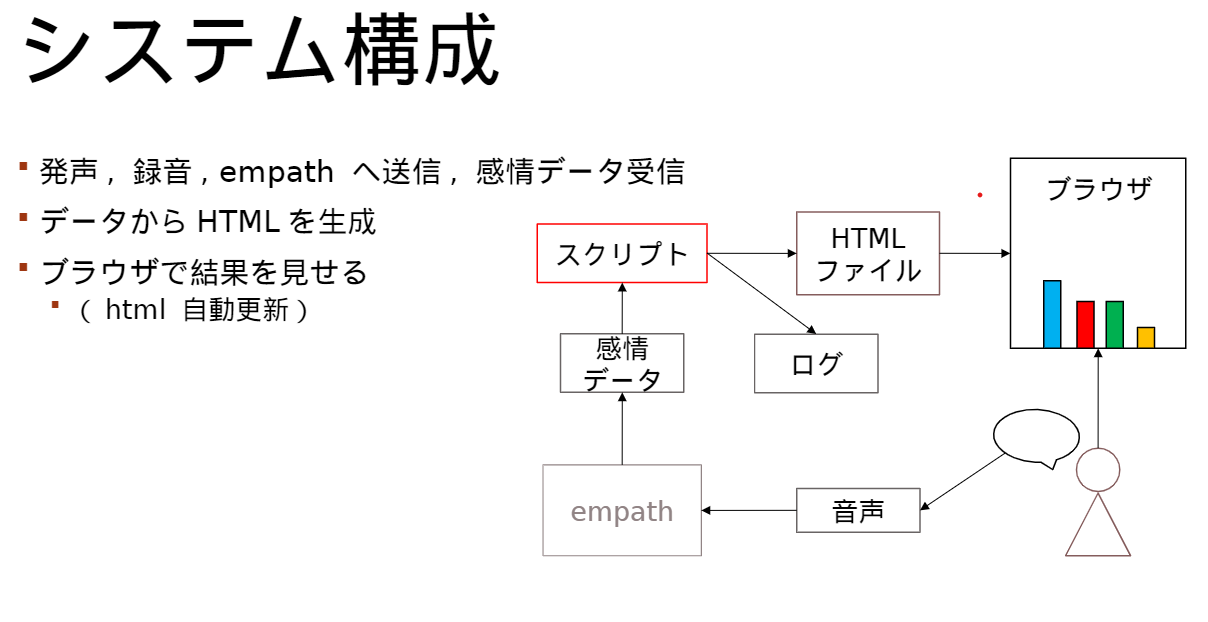 システム構成
発声, 録音, empath へ送信, 感情データ受信
データから HTML を生成
ブラウザで結果を見せる
( html 自動更新 )
ブラウザ
スクリプト
HTML
ファイル
感情
データ
ログ
empath
音声